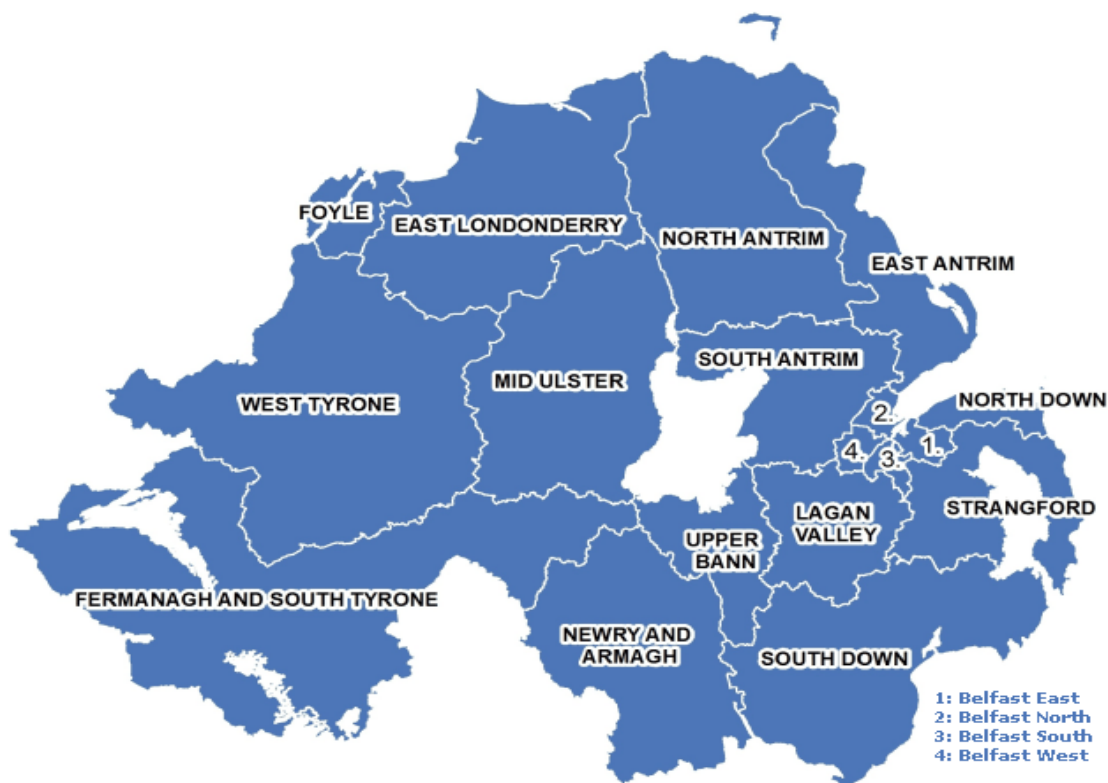 FOYLE
EAST LONDONDERRY
NORTH ANTRIM
EAST ANTRIM
SOUTH ANTRIM
MID ULSTER
WEST TYRONE
NORTH DOWN
2.
1.
4.
3.
STRANGFORD
LAGAN
VALLEY
UPPER
BANN
FERMANAGH AND SOUTH TYRONE
NEWRY AND
ARMAGH
SOUTH DOWN
1: Belfast East
2: Belfast North
3: Belfast South
4: Belfast West